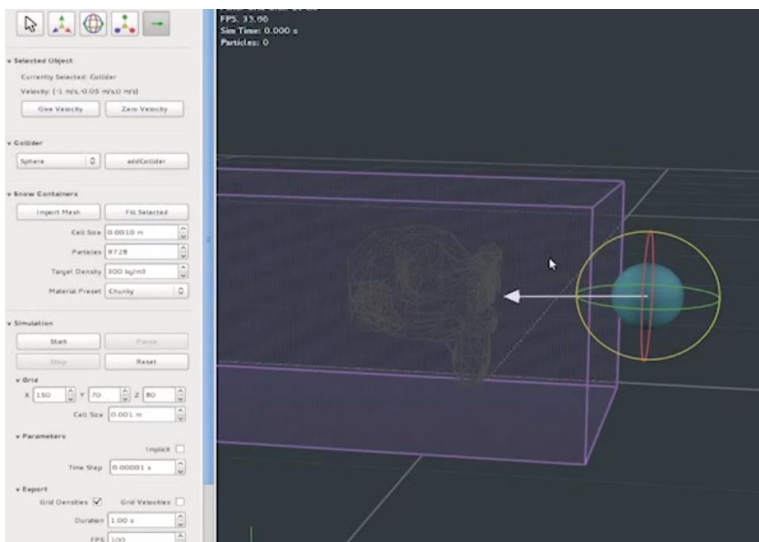 FPS: 33.66
Sim Time: 0.000 s
Particles: 0
Selected Object
Currently Selected: Collider
Velocity: (-1 m/s,-0.05 m/s,0 m/s)
Give Velocity Zero Velocity
Collider
Sphere addCollider
Snow Containers
Import Mesh Fill Selected
Cell Size 0.0010 m
Particles 9728
Target Density 100 kg/m3
Material Preset Chunky
Simulation
Start Pause
Stop Reset
Grid
X 150 Y 70 Z 80
Cell Size 0.001 m
Parameters
Implicit
Time Step 0.00001 s
Export
Grid Densities Grid Velocities
Duration 1.00 s
FPS 100